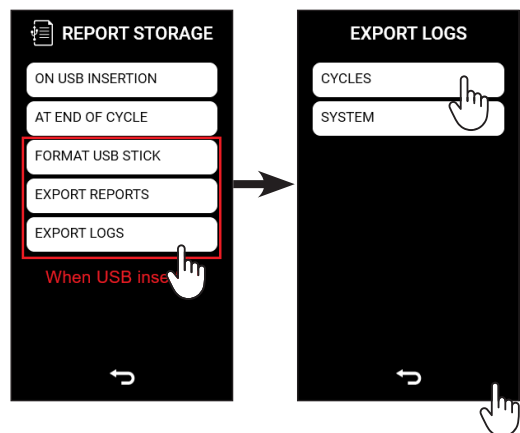 REPORT STORAGE
ON USB INSERTION
AT END OF CYCLE
FORMAT USB STICK
EXPORT REPORTS
EXPORT LOGS
When USB
EXPORT LOGS
CYCLES
SYSTEM